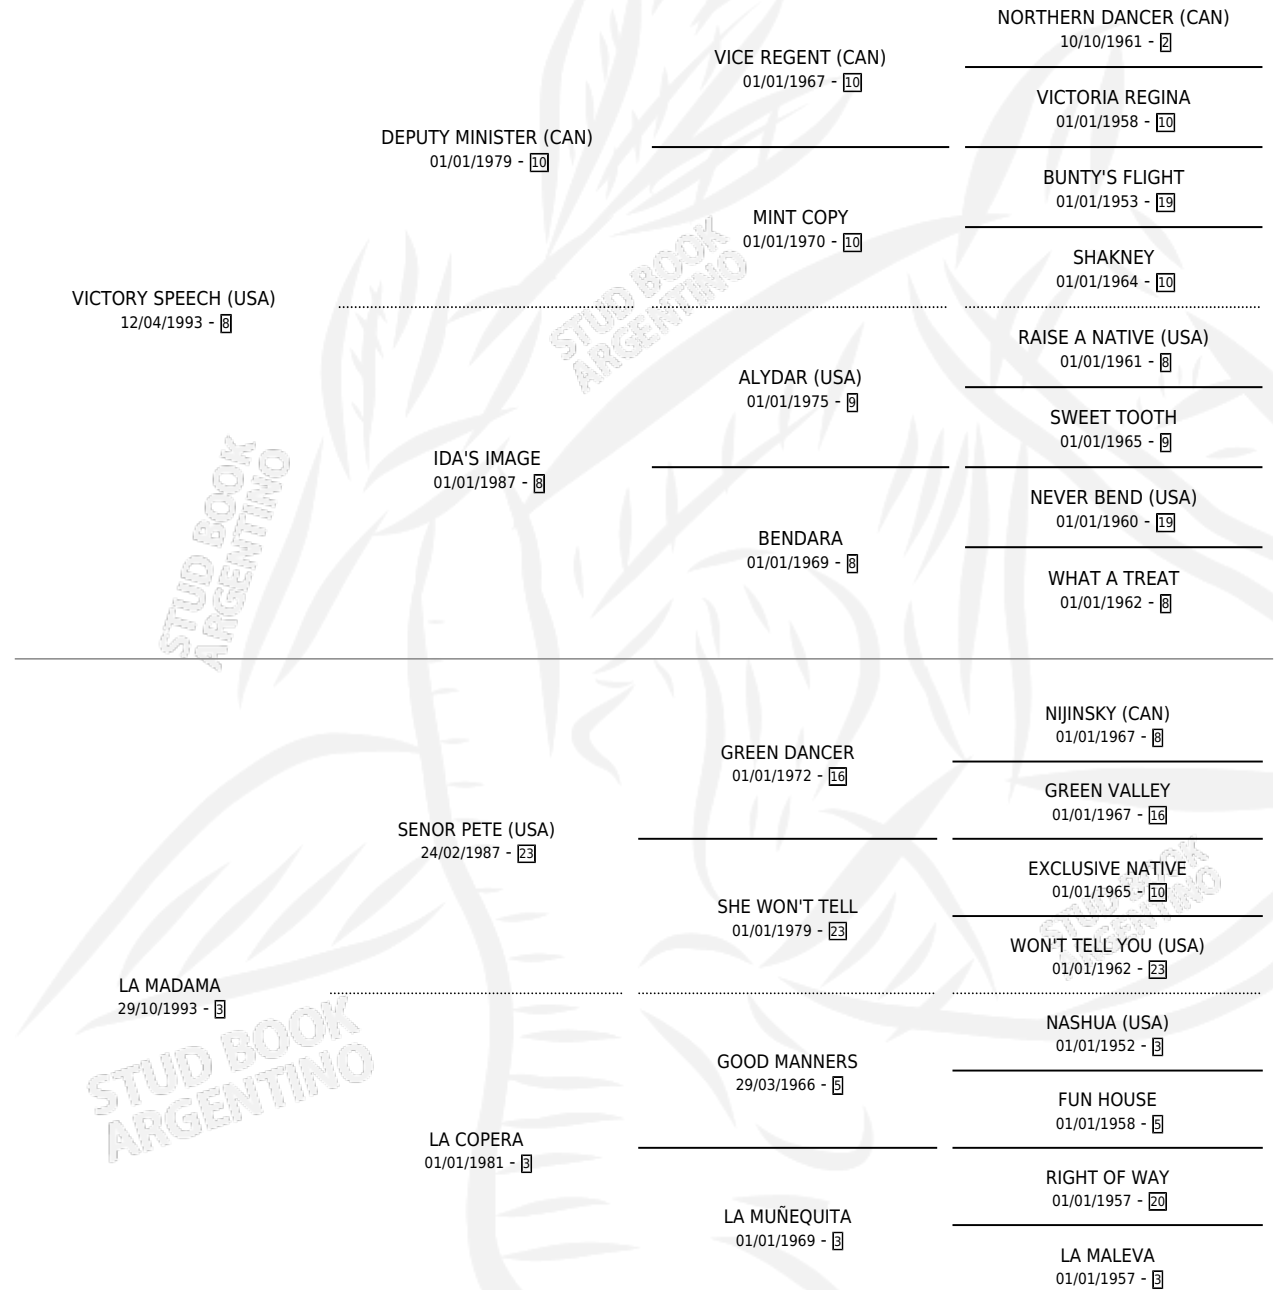 NORTHERN DANCER (CAN)
10/10/1961 - 2
VICE REGENT (CAN)
01/01/1967 - 10
VICTORIA REGINA
01/01/1958 - 10
DEPUTY MINISTER (CAN)
01/01/1979 - 10
BUNTY'S FLIGHT
01/01/1953 - 19
MINT COPY
01/01/1970 - 10
SHAKNEY
01/01/1964 - 10
VICTORY SPEECH (USA)
12/04/1993 - 8
RAISE A NATIVE (USA)
01/01/1961 - 8
ALYDAR (USA)
01/01/1975 - 9
SWEET TOOTH
01/01/1965 - 9
IDA'S IMAGE
01/01/1987 - 8
NEVER BEND (USA)
01/01/1960 - 19
BENDARA
01/01/1969 - 8
WHAT A TREAT
01/01/1962 - 8
STUD BOOK
ARGENTINO
STUD BOOK
ARGENTINO
NIJINSKY (CAN)
01/01/1967 - 8
GREEN DANCER
01/01/1972 - 16
GREEN VALLEY
01/01/1967 - 16
SENOR PETE (USA)
24/02/1987 - 23
EXCLUSIVE NATIVE
01/01/1965 - 10
SHE WON'T TELL
01/01/1979 - 23
WON'T TELL YOU (USA)
01/01/1962 - 23
LA MADAMA
29/10/1993 - 3
NASHUA (USA)
01/01/1952 - 3
GOOD MANNERS
29/03/1966 - 5
FUN HOUSE
01/01/1958 - 5
LA COPERA
01/01/1981 - 3
RIGHT OF WAY
01/01/1957 - 20
LA MUÑEQUITA
01/01/1969 - 3
LA MALEVA
01/01/1957 - 3
STUD BOOK
ARGENTINO
STUD BOOK
ARGENTINO